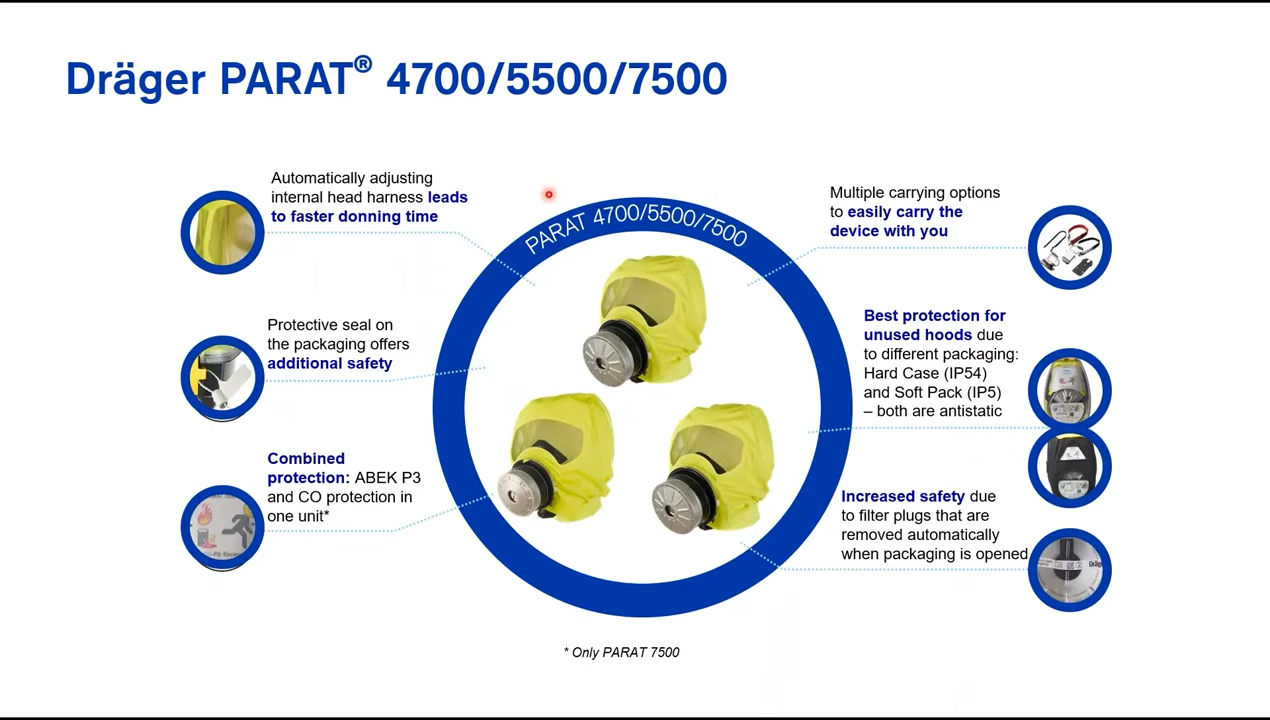 Dräger PARAT® 4700/5500/7500
Automatically adjusting
internal head harness leads
to faster donning time
Protective seal on
the packaging offers
additional safety
Combined
protection: ABEK P3
and CO protection in
one unit*
PARAT 4700/5500/7500
Multiple carrying options
to easily carry the
device with you
Best protection for
unused hoods due
to different packaging:
Hard Case (IP54)
and Soft Pack (IP5)
– both are antistatic
Increased safety due
to filter plugs that are
removed automatically
when packaging is opened
* Only PARAT 7500